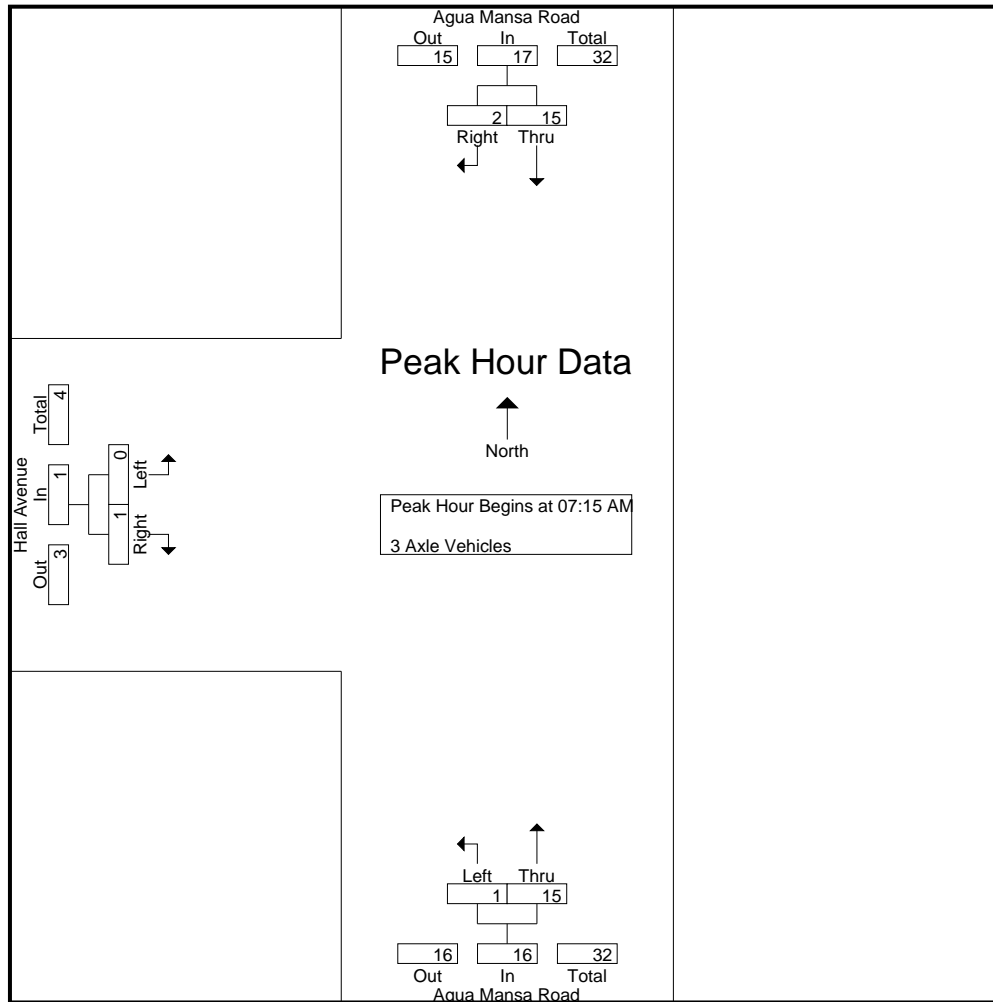 Agua Mansa Road
Out In Total
15 17 32
2 15
Right Thru
Peak Hour Data
North
Peak Hour Begins at 07:15 AM
3 Axle Vehicles
Hall Avenue
Out In Total
3 1 4
1 0
Right Left
Left Thru
1 15
16 16 32
Out In Total
Agua Mansa Road